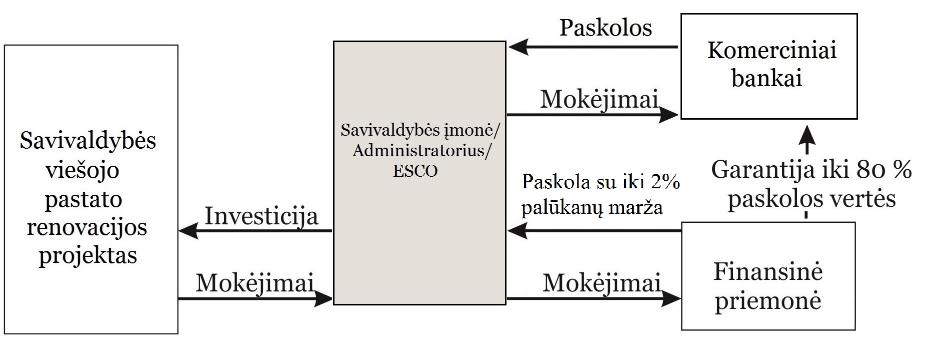 Savivaldybės
viešojo
pastato
renovacijos
projektas
Investicija
Mokėjimai
Savivaldybės įmonė/
Administratorius/
ESCO
Paskolos
Mokėjimai
Paskola su iki 2%
palūkanų marža
Mokėjimai
Komerciniai
bankai
Garantija iki 80 %
paskolos vertės
Finansinė
priemonė